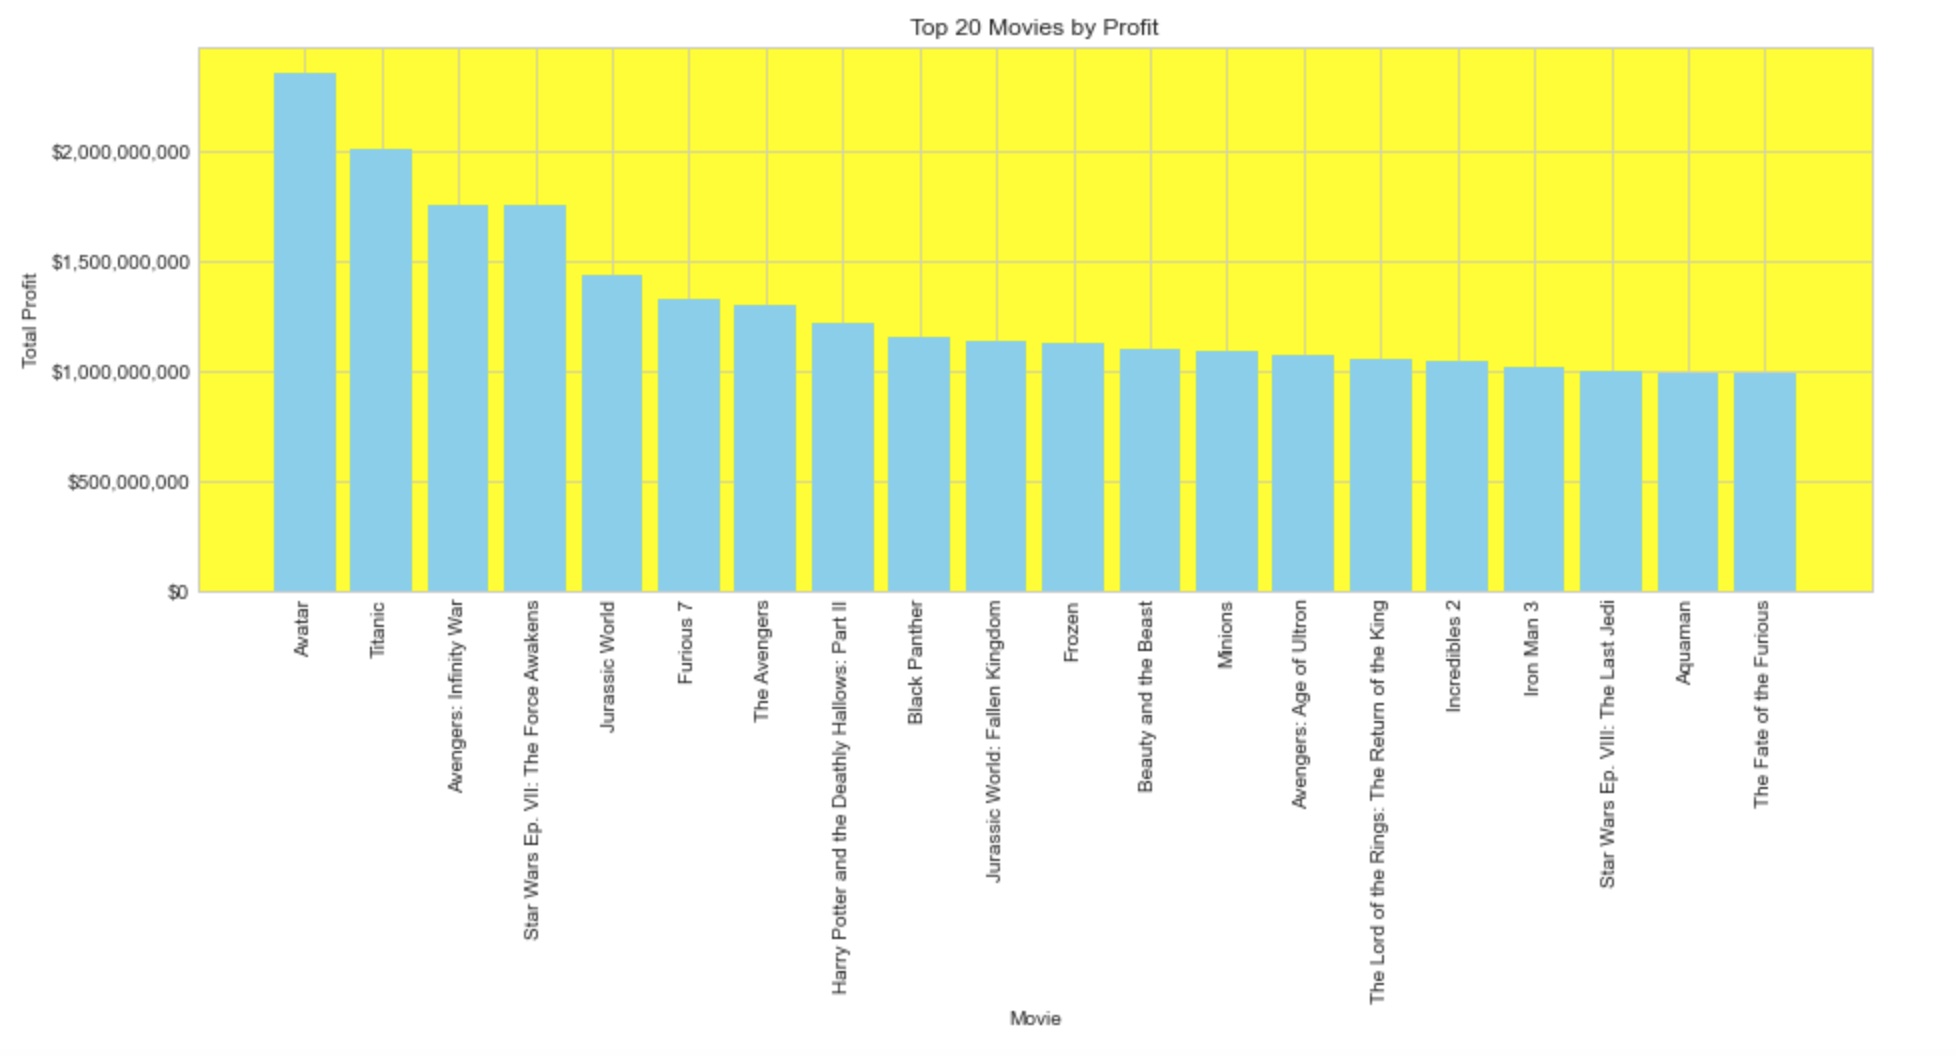 Top 20 Movies by Profit
Total Profit
$2,000,000,000
$1,500,000,000
$1,000,000,000
$500,000,000
$0
Avatar
Titanic
Avengers: Infinity War
Star Wars Ep. VII: The Force Awakens
Jurassic World
Furious 7
The Avengers
Harry Potter and the Deathly Hallows: Part II
Black Panther
Jurassic World: Fallen Kingdom
Frozen
Beauty and the Beast
Minions
Avengers: Age of Ultron
The Lord of the Rings: The Return of the King
Incredibles 2
Iron Man 3
Star Wars Ep. VIII: The Last Jedi
Aquaman
The Fate of the Furious
Movie